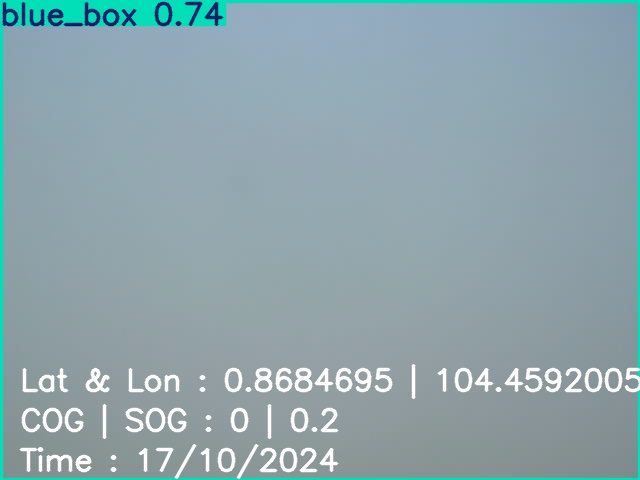 blue_box 0.74
Lat & Lon : 0.8684695 | 104.4592005
COG | SOG : 0 | 0.2
Time : 17/10/2024